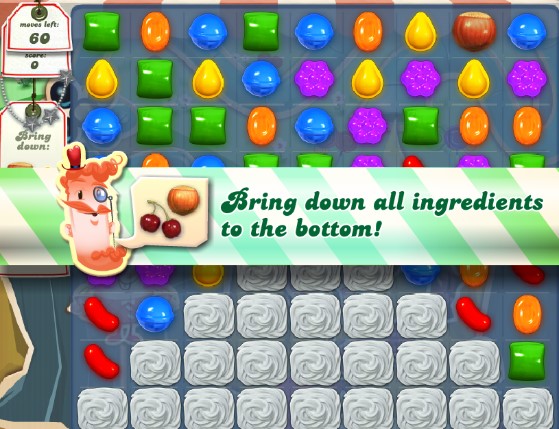 moves left:
60
score:
0
Bring
down:
Bring down all ingredients
to the bottom!